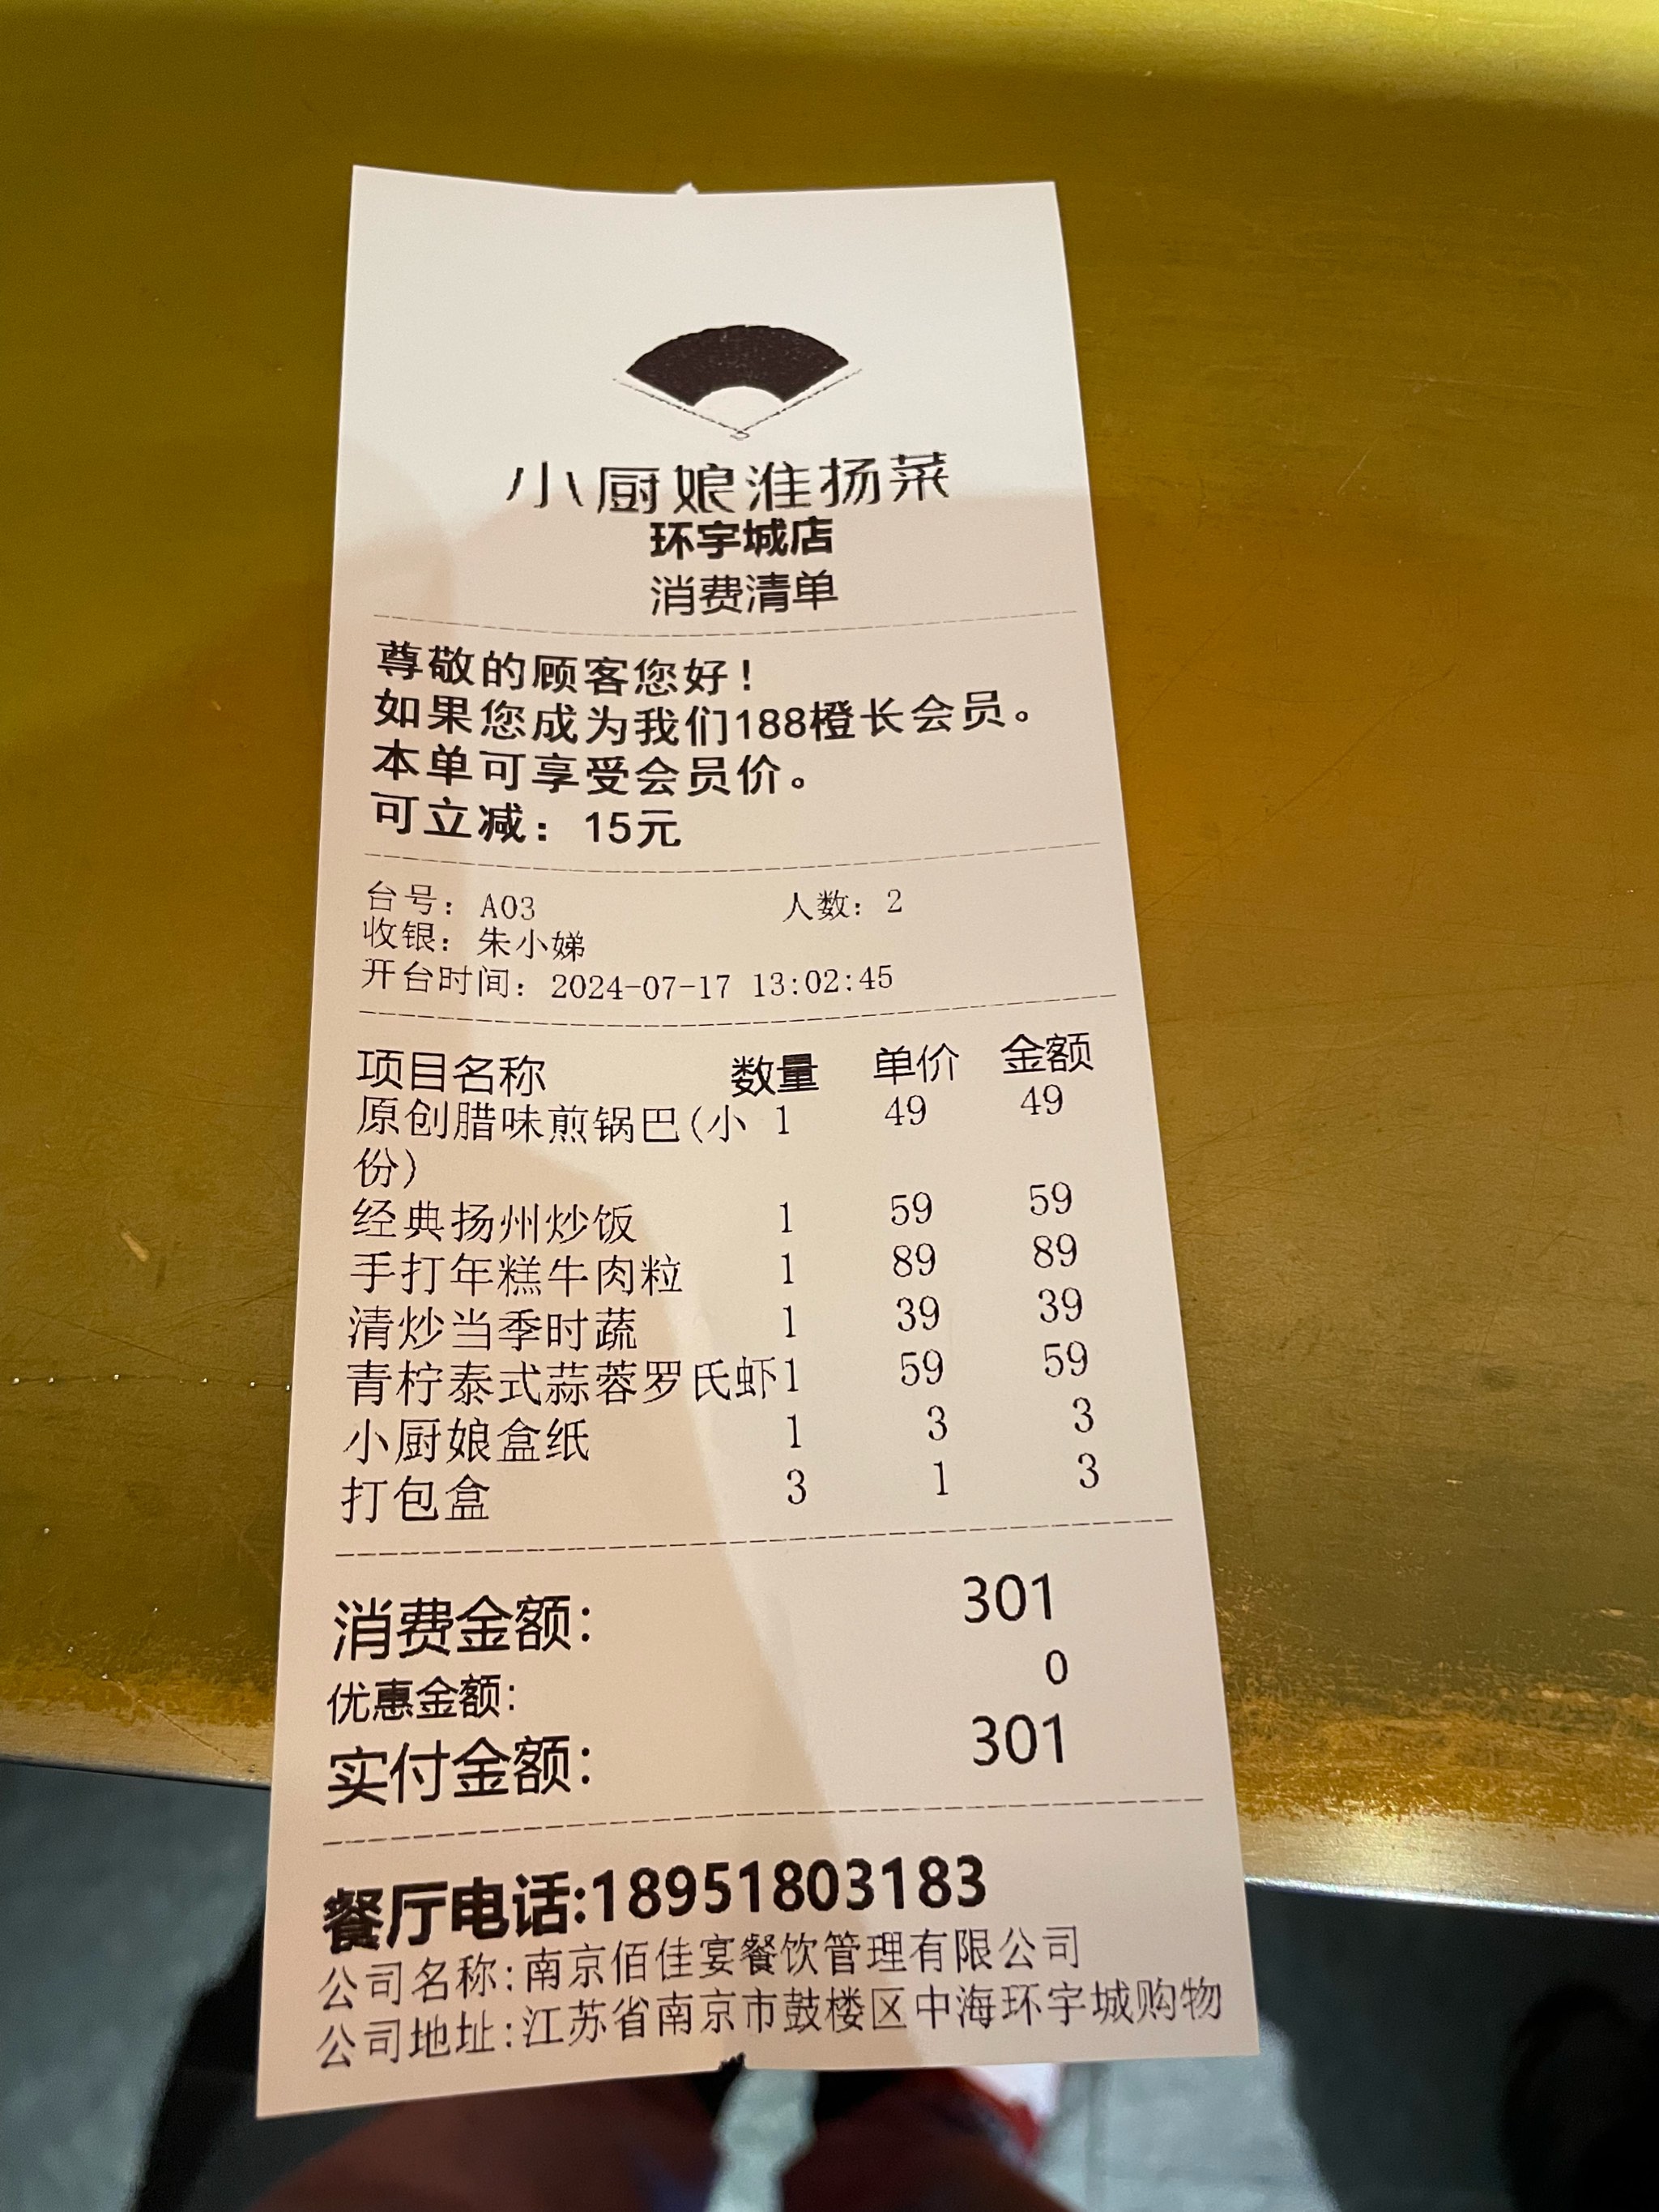 小厨娘淮扬菜
环宇城店
消费清单
尊敬的顾客您好！
如果您成为我们188橙长会员。
本单可享受会员价。
可立减：15元
台号：A03 人数：2
收银：朱小娣
开台时间：2024-07-17 13:02:45
项目名称 数量 单价 金额
原创腊味煎锅巴(小 1 49 49
份)
经典扬州炒饭 1 59 59
手打年糕牛肉粒 1 89 89
清炒当季时蔬 1 39 39
青柠泰式蒜蓉罗氏虾1 59 59
小厨娘盒纸 1 3 3
打包盒 3 1 3
消费金额： 301
优惠金额： 0
实付金额： 301
餐厅电话:18951803183
公司名称:南京佰佳宴餐饮管理有限公司
公司地址:江苏省南京市鼓楼区中海环宇城购物